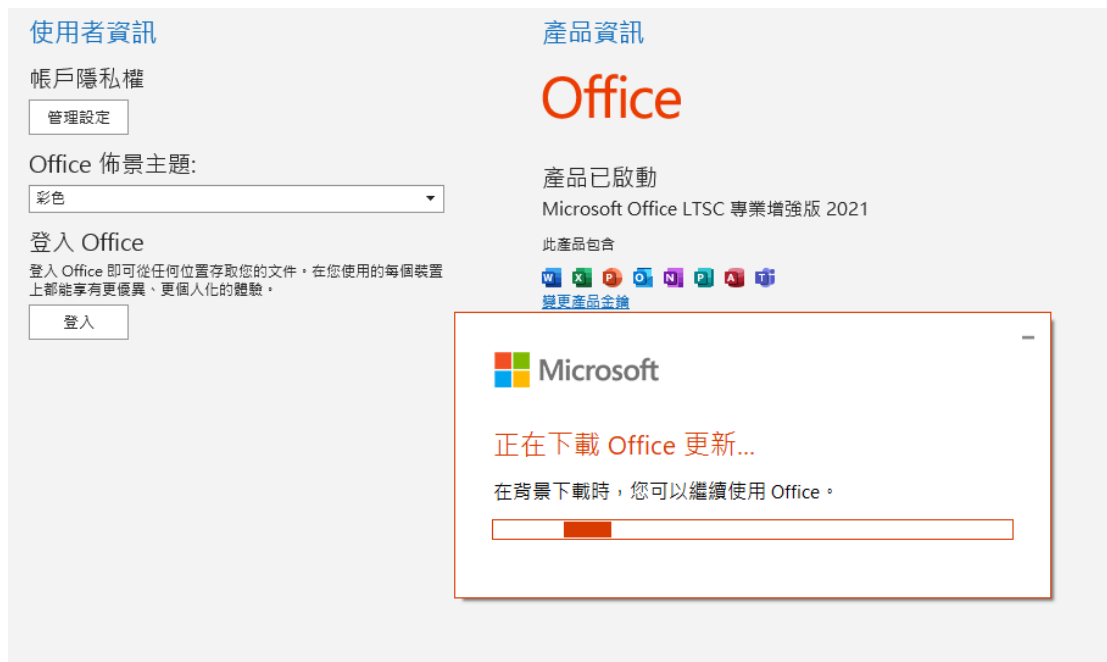 使用者資訊
帳戶隱私權
管理設定
Office 佈景主題:
彩色
登入 Office
登入 Office 即可從任何位置存取您的文件。在您使用的每個裝置
上都能享有更優異、更個人化的體驗。
登入
產品資訊
Office
產品已啟動
Microsoft Office LTSC 專業增強版 2021
此產品包含
變更產品金鑰
Microsoft
正在下載 Office 更新...
在背景下載時，您可以繼續使用 Office。